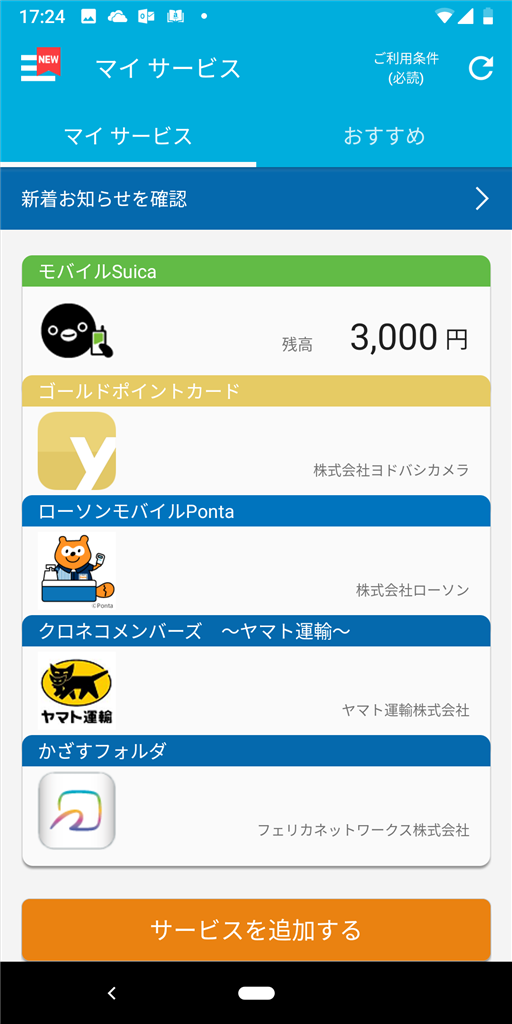 17:24
NEW
マイ サービス
ご利用条件
(必読)
マイ サービス
おすすめ
新着お知らせを確認
モバイルSuica
残高 3,000 円
ゴールドポイントカード
y
株式会社ヨドバシカメラ
ローソンモバイルPonta
©Ponta
株式会社ローソン
クロネコメンバーズ　～ヤマト運輸～
ヤマト運輸
ヤマト運輸株式会社
かざすフォルダ
フェリカネットワークス株式会社
サービスを追加する